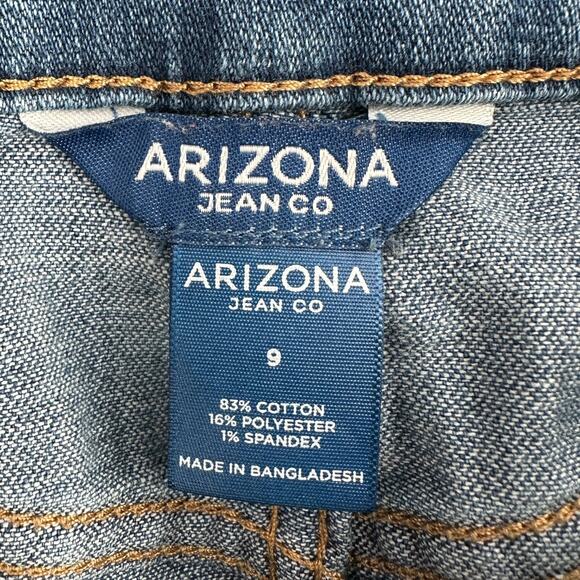 ARIZONA
JEAN CO
ARIZONA
JEAN CO
9
83% COTTON
16% POLYESTER
1% SPANDEX
MADE IN BANGLADESH